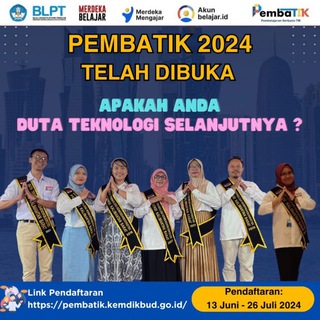 BLPT
MERDEKA
BELAJAR
Merdeka
Mengajar
Akun
belajar.id
PembaTIK
PEMBATIK 2024
TELAH DIBUKA
APAKAH ANDA
DUTA TEKNOLOGI SELANJUTNYA ?
Link Pendaftaran
https://pembatik.kemdikbud.go.id/
Pendaftaran:
13 Juni - 26 Juli 2024